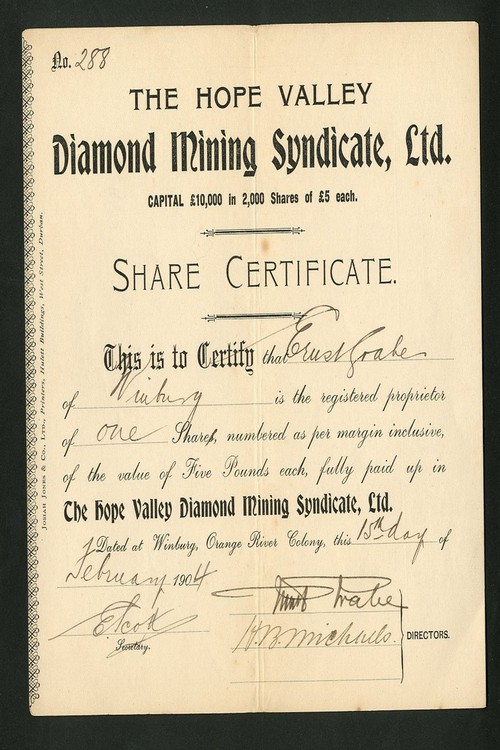 No. 288
THE HOPE VALLEY
Diamond Mining Syndicate, Ltd.
CAPITAL £10,000 in 2,000 Shares of £5 each.
SHARE CERTIFICATE.
This is to Certify that Ernst
of Winburg is the registered proprietor
of one Share, numbered as per margin inclusive,
of the value of Five Pounds each, fully paid up in
The Hope Valley Diamond Mining Syndicate, Ltd.
Dated at Winburg, Orange River Colony, this 15th day of
February 1904
E. Scott
Secretary.
H.B. Michaels.
DIRECTORS.
JOSIAH JONES & CO., LTD., Printers, Hulett Buildings, West Street, Durban.